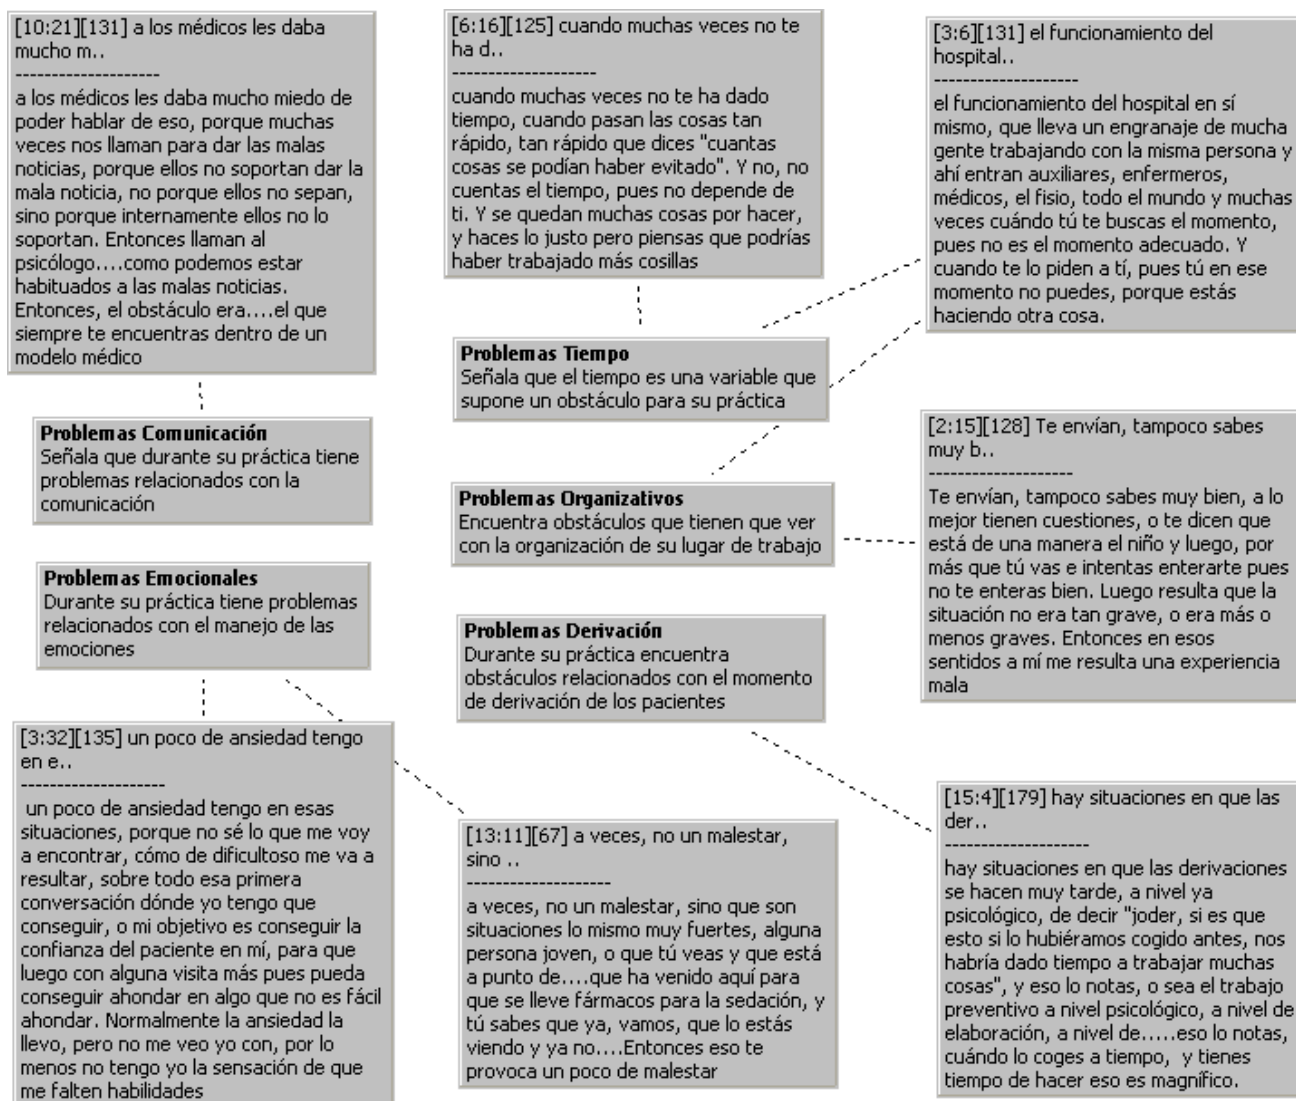 [10:21][131] a los médicos les daba
mucho m..
--------------------
a los médicos les daba mucho miedo de
poder hablar de eso, porque muchas
veces nos llaman para dar las malas
noticias, porque ellos no soportan dar la
mala noticia, no porque ellos no sepan,
sino porque internamente ellos no lo
soportan. Entonces llaman al
psicólogo....como podemos estar
habituados a las malas noticias.
Entonces, el obstáculo era....el que
siempre te encuentras dentro de un
modelo médico
[6:16][125] cuando muchas veces no te
ha d..
--------------------
cuando muchas veces no te ha dado
tiempo, cuando pasan las cosas tan
rápido, tan rápido que dices "cuantas
cosas se podían haber evitado". Y no, no
cuentas el tiempo, pues no depende de
ti. Y se quedan muchas cosas por hacer,
y haces lo justo pero piensas que podrías
haber trabajado más cosillas
[3:6][131] el funcionamiento del
hospital..
--------------------
el funcionamiento del hospital en sí
mismo, que lleva un engranaje de mucha
gente trabajando con la misma persona y
ahí entran auxiliares, enfermeros,
médicos, el fisio, todo el mundo y muchas
veces cuándo tú te buscas el momento,
pues no es el momento adecuado. Y
cuando te lo piden a tí, pues tú en ese
momento no puedes, porque estás
haciendo otra cosa.
Problemas Tiempo
Señala que el tiempo es una variable que
supone un obstáculo para su práctica
Problemas Comunicación
Señala que durante su práctica tiene
problemas relacionados con la
comunicación
Problemas Organizativos
Encuentra obstáculos que tienen que ver
con la organización de su lugar de trabajo
[2:15][128] Te envían, tampoco sabes
muy b..
--------------------
Te envían, tampoco sabes muy bien, a lo
mejor tienen cuestiones, o te dicen que
está de una manera el niño y luego, por
más que tú vas e intentas enterarte pues
no te enteras bien. Luego resulta que la
situación no era tan grave, o era más o
menos graves. Entonces en esos
sentidos a mí me resulta una experiencia
mala
Problemas Emocionales
Durante su práctica tiene problemas
relacionados con el manejo de las
emociones
Problemas Derivación
Durante su práctica encuentra
obstáculos relacionados con el momento
de derivación de los pacientes
[3:32][135] un poco de ansiedad tengo
en e..
--------------------
un poco de ansiedad tengo en esas
situaciones, porque no sé lo que me voy
a encontrar, cómo de dificultoso me va a
resultar, sobre todo esa primera
conversación dónde yo tengo que
conseguir, o mi objetivo es conseguir la
confianza del paciente en mí, para que
luego con alguna visita más pues pueda
conseguir ahondar en algo que no es fácil
ahondar. Normalmente la ansiedad la
llevo, pero no me veo yo con, por lo
menos no tengo yo la sensación de que
me falten habilidades
[13:11][67] a veces, no un malestar,
sino ..
--------------------
a veces, no un malestar, sino que son
situaciones lo mismo muy fuertes, alguna
persona joven, o que tú veas y que está
a punto de....que ha venido aquí para
que se lleve fármacos para la sedación, y
tú sabes que ya, vamos, que lo estás
viendo y ya no....Entonces eso te
provoca un poco de malestar
[15:4][179] hay situaciones en que las
der..
--------------------
hay situaciones en que las derivaciones
se hacen muy tarde, a nivel ya
psicológico, de decir "joder, si es que
esto si lo hubiéramos cogido antes, nos
habría dado tiempo a trabajar muchas
cosas", y eso lo notas, o sea el trabajo
preventivo a nivel psicológico, a nivel de
elaboración, a nivel de.....eso lo notas,
cuándo lo coges a tiempo, y tienes
tiempo de hacer eso es magnífico.